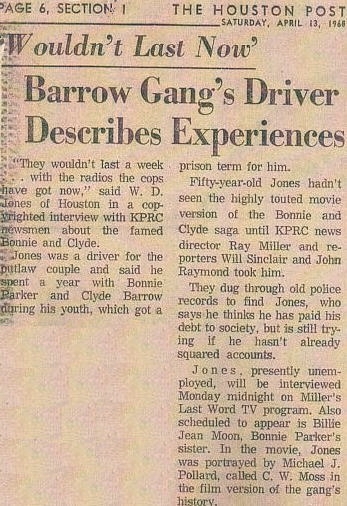 PAGE 6, SECTION 1 THE HOUSTON POST
SATURDAY, APRIL 13, 1968
'Wouldn't Last Now'
Barrow Gang's Driver
Describes Experiences
"They wouldn't last a week
. . with the radios the cops
have got now," said W. D.
Jones of Houston in a cop-
yrighted interview with KPRC
newsmen about the famed
Bonnie and Clyde.
Jones was a driver for the
outlaw couple and said he
spent a year with Bonnie
Parker and Clyde Barrow
during his youth, which got a
prison term for him.
Fifty-year-old Jones hadn't
seen the highly touted movie
version of the Bonnie and
Clyde saga until KPRC news
director Ray Miller and re-
porters Will Sinclair and John
Raymond took him.
They dug through old police
records to find Jones, who
says he thinks he has paid his
debt to society, but is still try-
ing if he hasn't already
squared accounts.
Jones, presently unem-
ployed, will be interviewed
Monday midnight on Miller's
Last Word TV program. Also
scheduled to appear is Billie
Jean Moon, Bonnie Parker's
sister. In the movie, Jones
was portrayed by Michael J.
Pollard, called C. W. Moss in
the film version of the gang's
history.